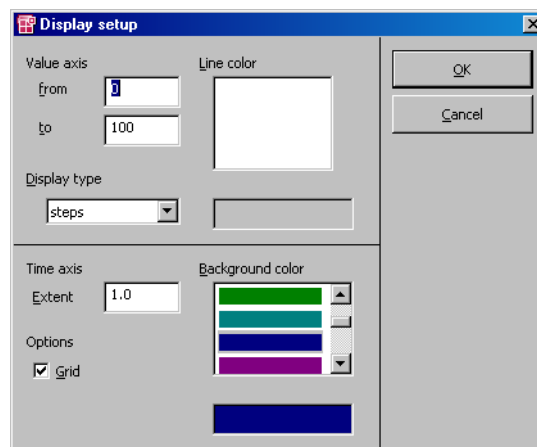 Display setup
Value axis
from
0
to
100
Display type
steps
Line color
Time axis
Extent
1.0
Options
Grid
Background color
OK
Cancel